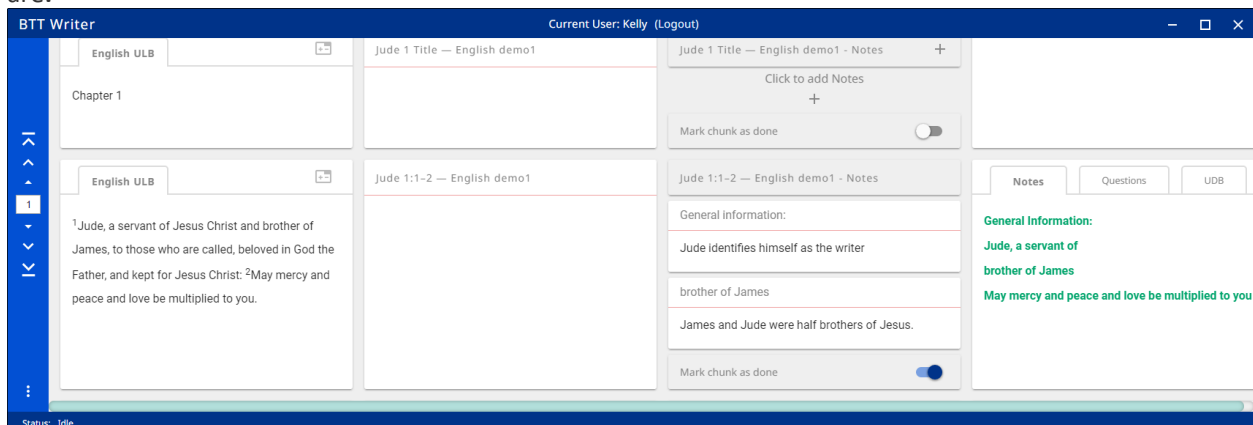 are.
BTT Writer
Current User: Kelly (Logout)
English ULB
Jude 1 Title — English demo1
Jude 1 Title — English demo1 - Notes +
Chapter 1
Click to add Notes
+
Mark chunk as done
1
English ULB
Jude 1:1–2 — English demo1
Jude 1:1–2 — English demo1 - Notes
Notes
Questions
UDB
1Jude, a servant of Jesus Christ and brother of
James, to those who are called, beloved in God the
Father, and kept for Jesus Christ: 2May mercy and
peace and love be multiplied to you.
General information:
Jude identifies himself as the writer
brother of James
James and Jude were half brothers of Jesus.
Mark chunk as done
General Information:
Jude, a servant of
brother of James
May mercy and peace and love be multiplied to you
Status: Idle